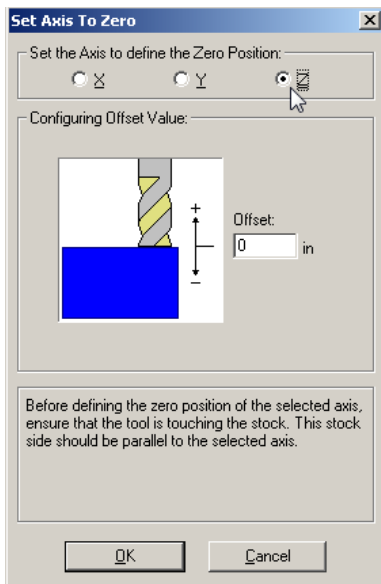 Set Axis To Zero
Set the Axis to define the Zero Position:
X Y Z
Configuring Offset Value:
+
Offset:
0 in
-
Before defining the zero position of the selected axis,
ensure that the tool is touching the stock. This stock
side should be parallel to the selected axis.
OK Cancel